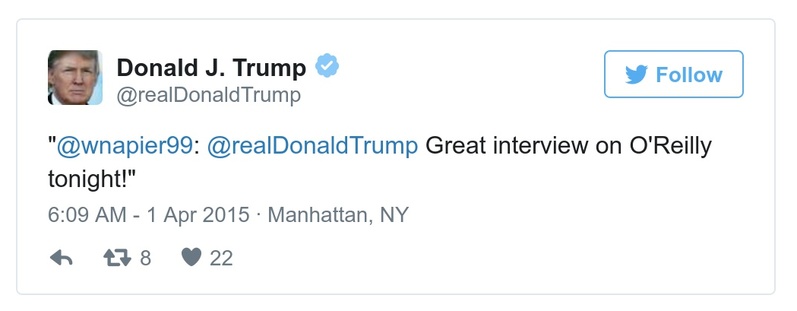 Donald J. Trump
@realDonaldTrump
Follow
"@wnapier99: @realDonaldTrump Great interview on O'Reilly
tonight!"
6:09 AM - 1 Apr 2015 · Manhattan, NY
8 22